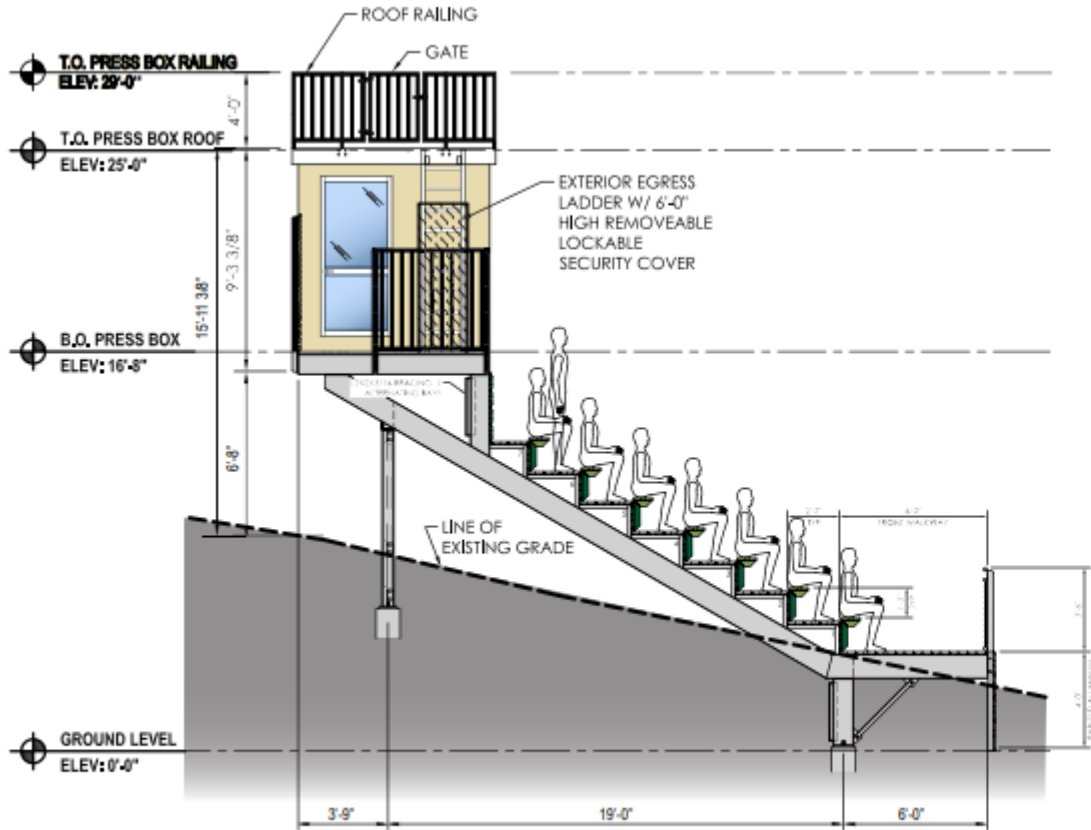 ROOF RAILING
GATE
T.O. PRESS BOX RAILING
ELEV: 29'-0"
4'-0"
T.O. PRESS BOX ROOF
ELEV: 25'-0"
EXTERIOR EGRESS
LADDER W/ 6'-0"
HIGH REMOVEABLE
LOCKABLE
SECURITY COVER
9'-3 3/8"
15'-11 3/8"
B.O. PRESS BOX
ELEV: 16'-8"
ALTERNATING BAYS
6'-8"
LINE OF
EXISTING GRADE
FRONT WALKWAY
GROUND LEVEL
ELEV: 0'-0"
3'-9"
19'-0"
6'-0"